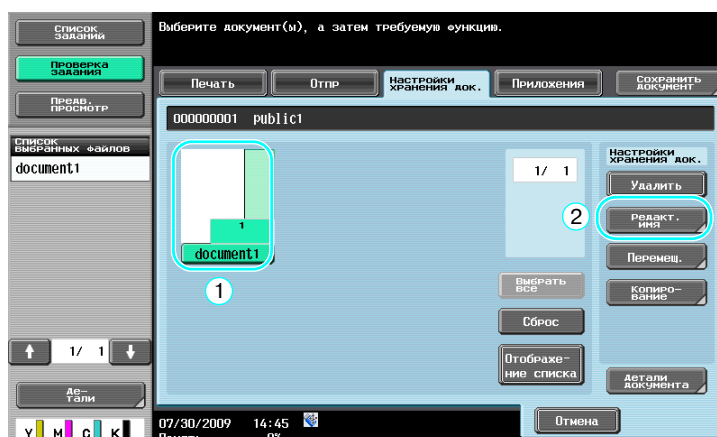 Список
заданий
Выберите документ(ы), а затем требуемую функцию.
Проверка
задания
Предв.
просмотр
Печать
Отпр
Настройки
хранения док.
Приложения
Сохранить
документ
000000001 public1
Список
выбранных файлов
document1
1
document1
1/ 1
Настройки
хранения док.
Удалить
Редакт.
имя
Перемещ.
Копиро-
вание
1
2
Выбрать
все
Сброс
Отображе-
ние списка
Детали
документа
1/ 1
Де-
тали
Отмена
07/30/2009 14:45
Y M C K